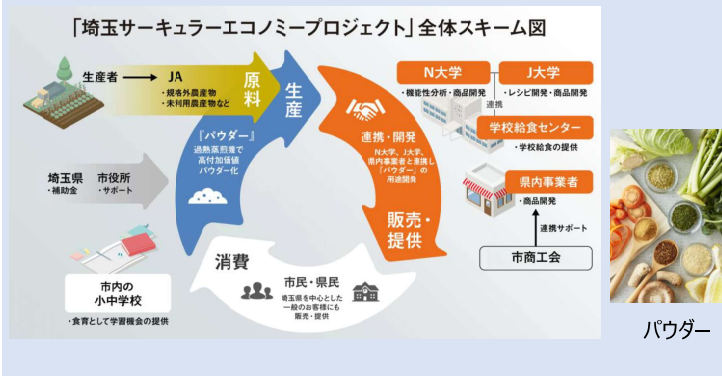 「埼玉サーキュラーエコノミープロジェクト」全体スキーム図
生産者
JA
・規格外農産物
・未利用農産物など
原料
生産
『パウダー』
過熱蒸煎機で
高付加価値
パウダー化
埼玉県
・補助金
市役所
・サポート
市内の
小中学校
・食育として学習機会の提供
消費
市民・県民
埼玉県を中心とした
一般のお客様にも
販売・提供
連携・開発
N大学、J大学、
県内事業者と連携し
『パウダー』の
用途開発
販売・
提供
N大学
・機能性分析・商品開発
J大学
・レシピ開発・商品開発
連携
学校給食センター
・学校給食の提供
県内事業者
・商品開発
連携サポート
市商工会
パウダー